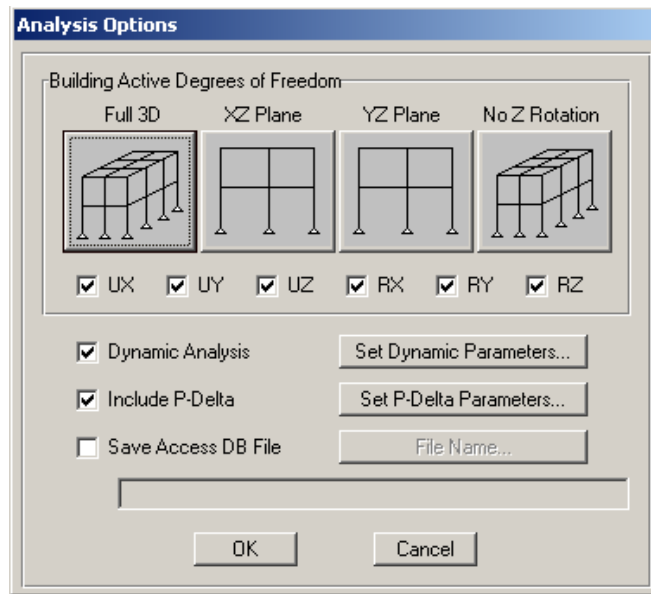 Analysis Options
Building Active Degrees of Freedom
Full 3D XZ Plane YZ Plane No Z Rotation
UX UY UZ RX RY RZ
Dynamic Analysis Set Dynamic Parameters...
Include P-Delta Set P-Delta Parameters...
Save Access DB File File Name...
OK Cancel